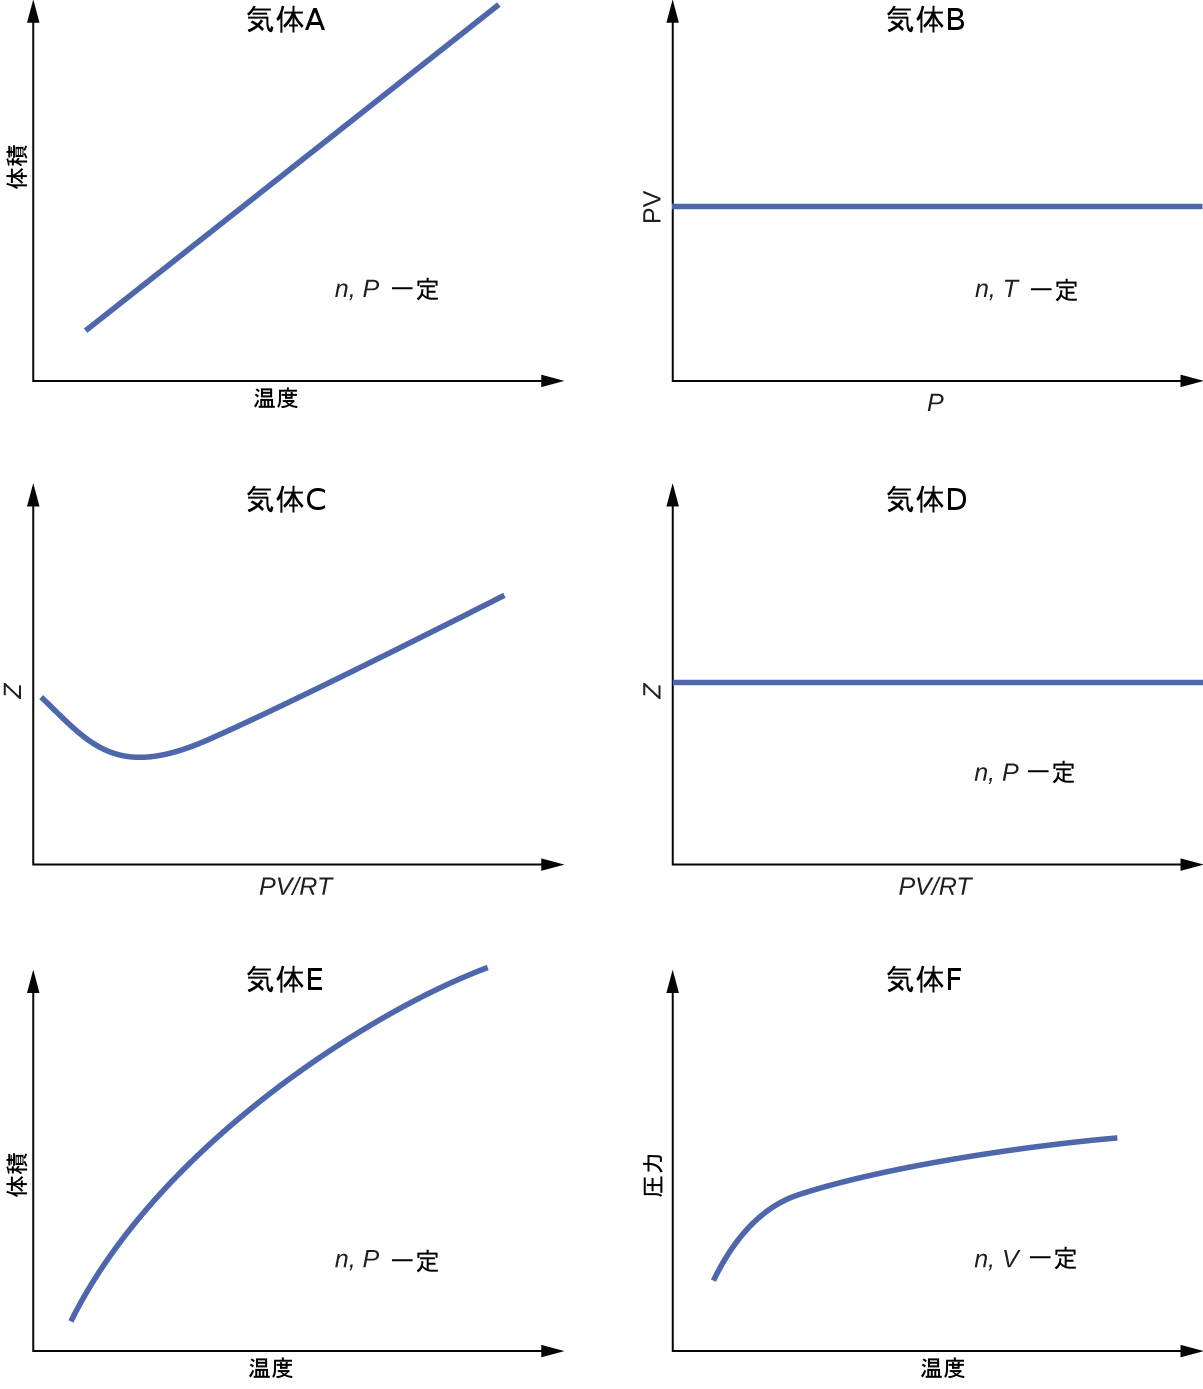 気体A
体積
n, P 一定
温度
気体B
PV
n, T 一定
P
気体C
Z
PV/RT
気体D
Z
n, P 一定
PV/RT
気体E
体積
n, P 一定
温度
気体F
圧力
n, V 一定
温度